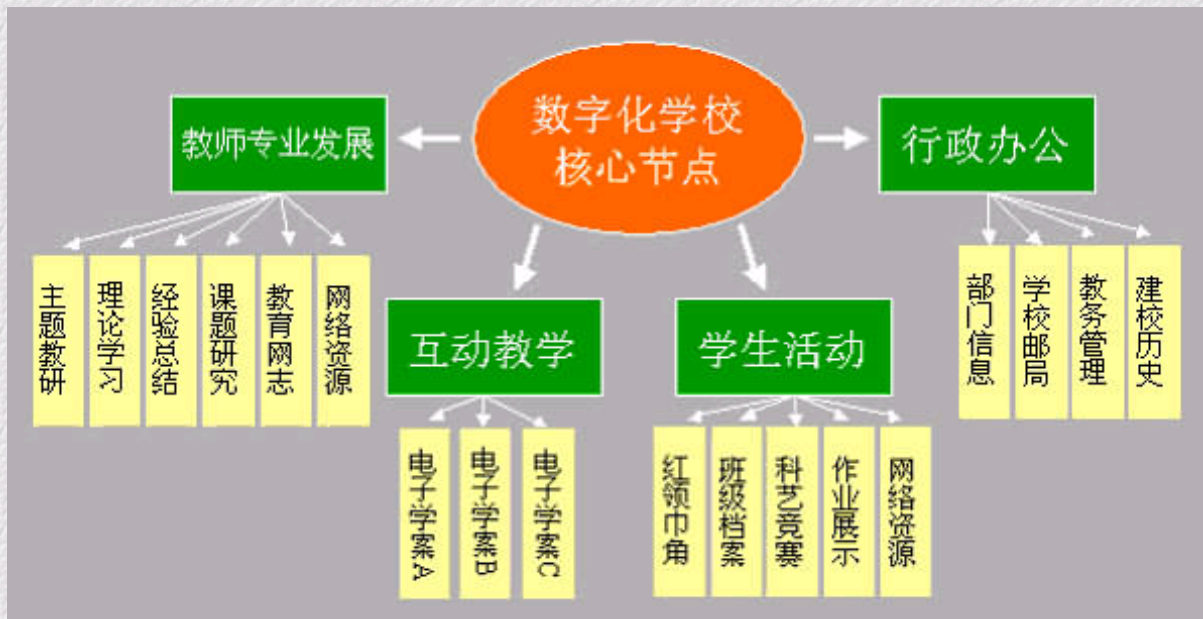 数字化学校
核心节点
教师专业发展
行政办公
主题教研
理论学习
经验总结
课题研究
教育网志
网络资源
部门信息
学校邮局
教务管理
建校历史
互动教学
学生活动
电子学案A
电子学案B
电子学案C
红领巾角
班级档案
科艺竞赛
作业展示
网络资源